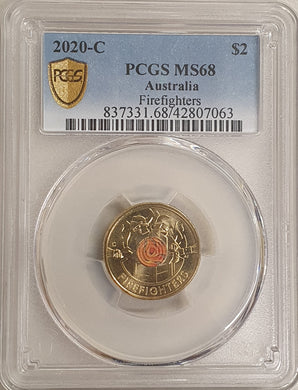 2020-C $2
PCGS
PCGS MS68
Australia
Firefighters
837331.68/42807063
FIREFIGHTERS